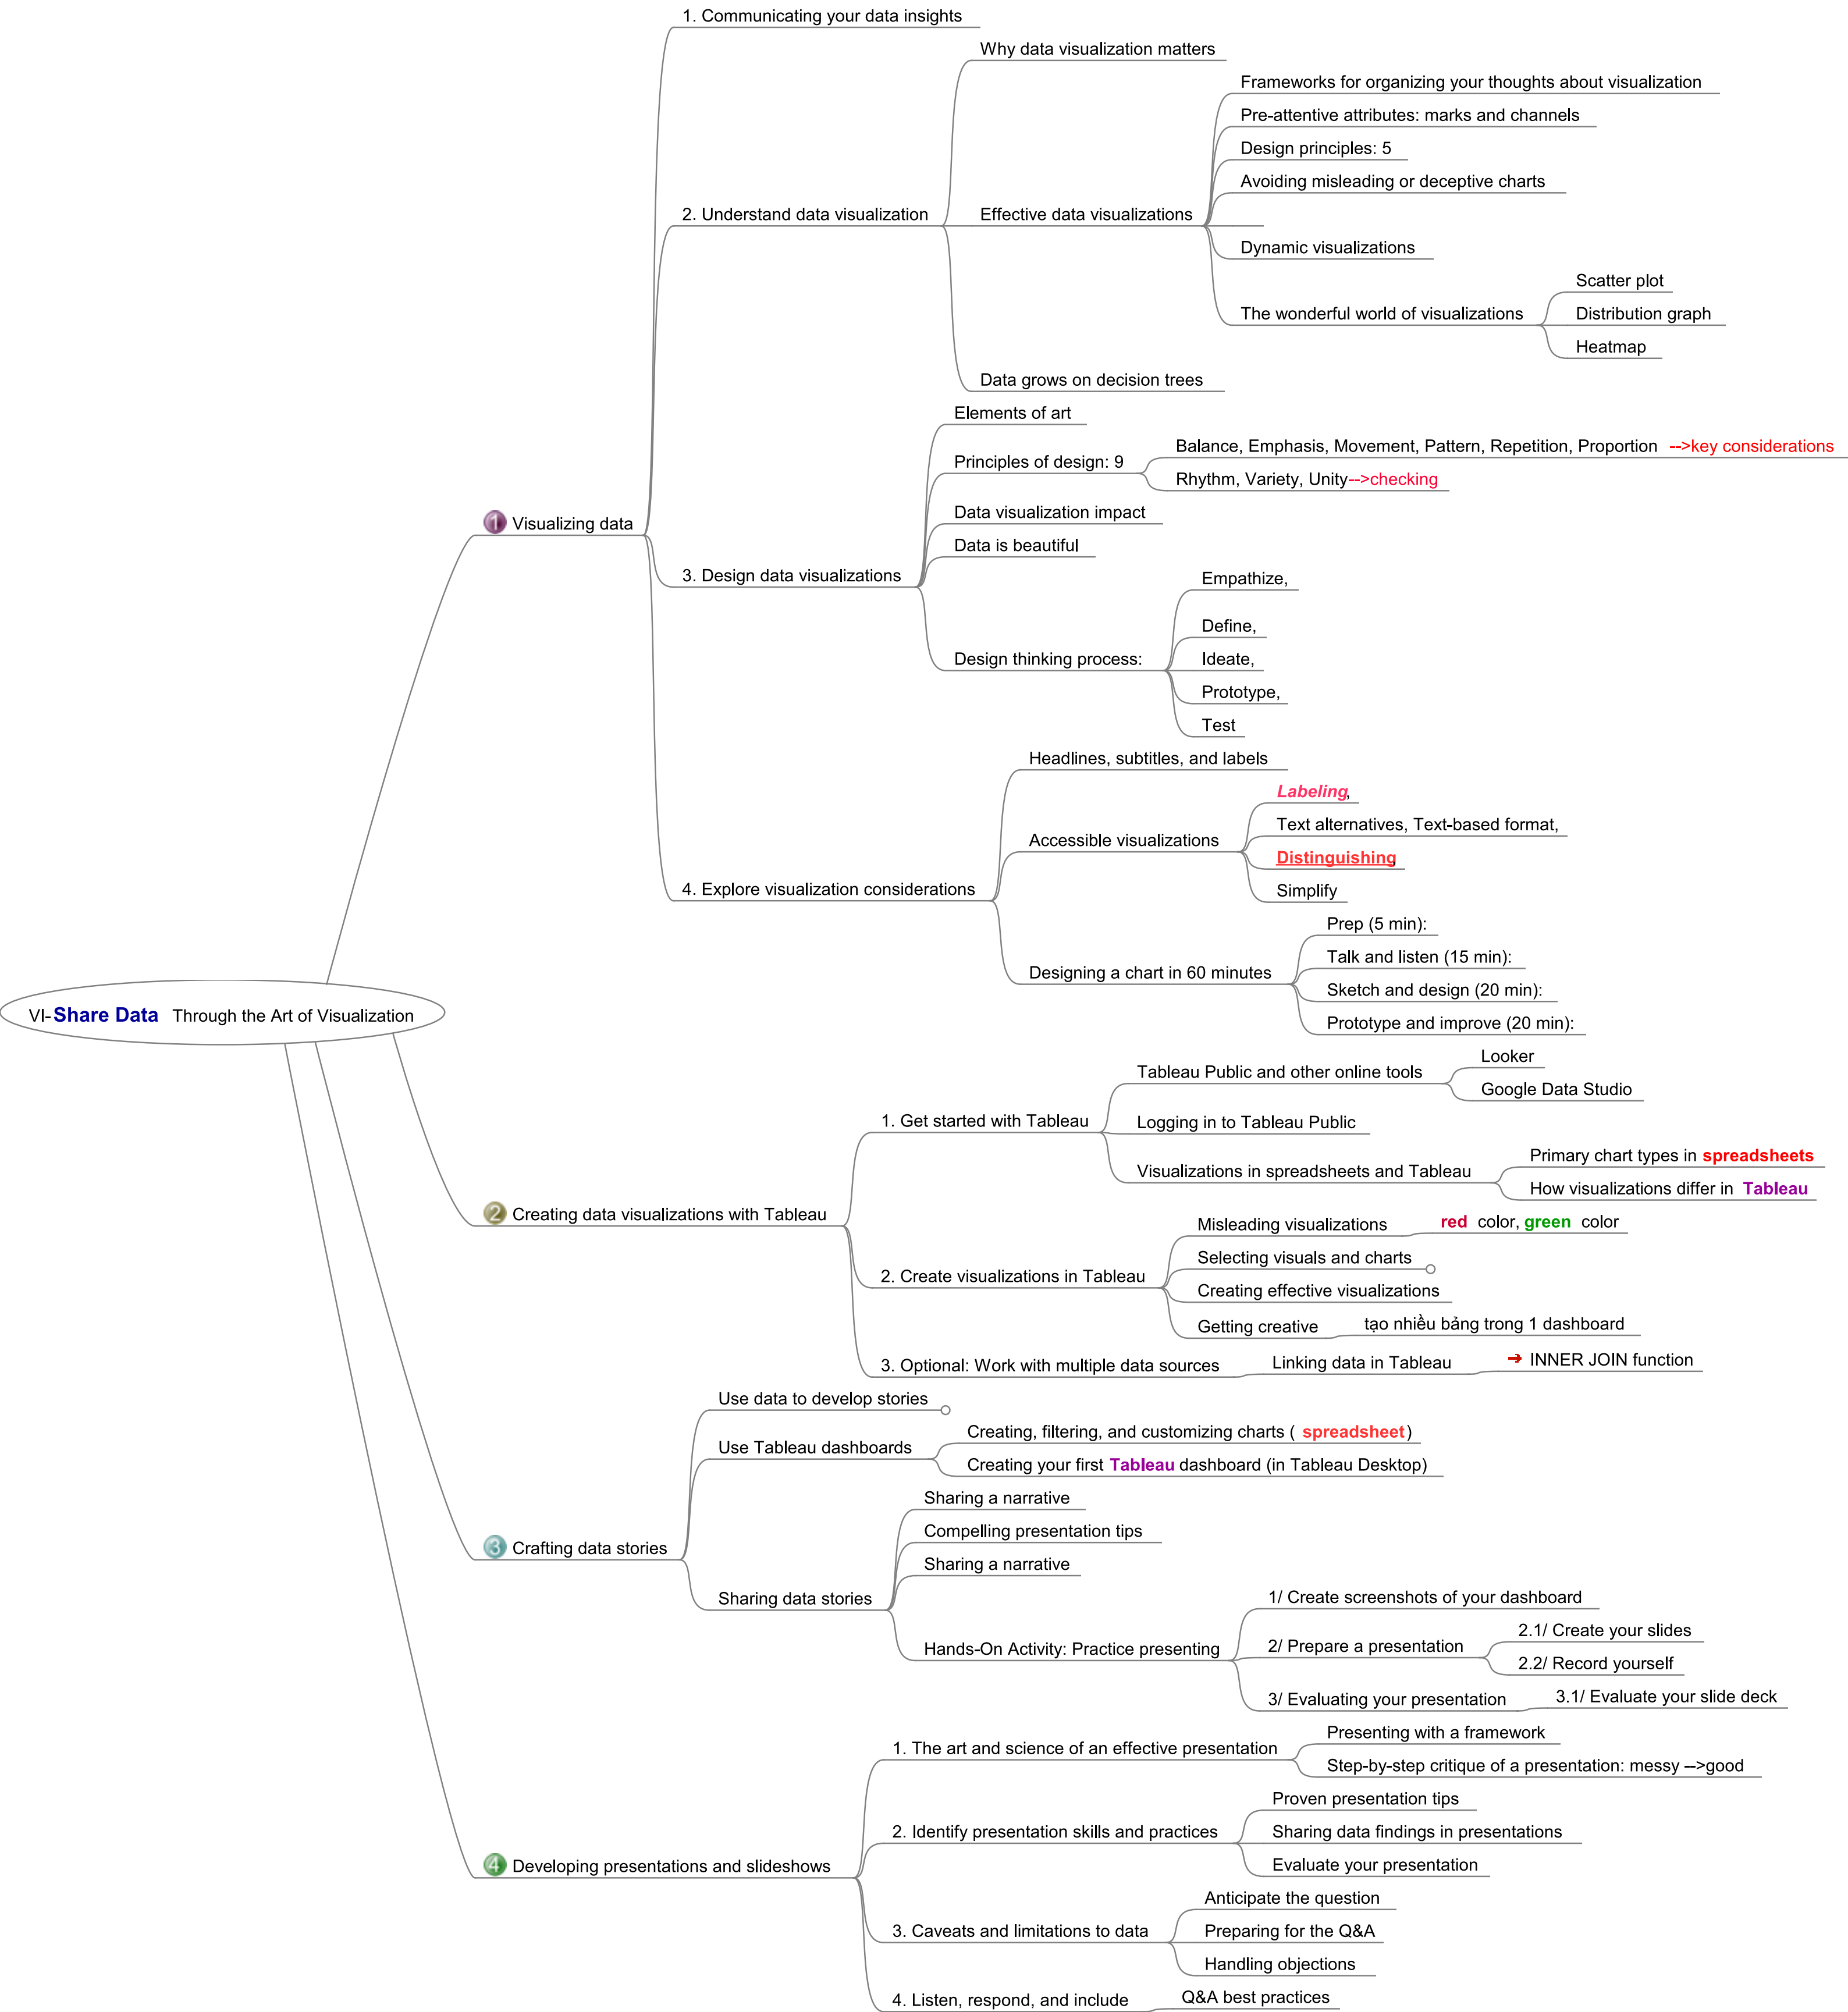 VI-Share Data Through the Art of Visualization
1 Visualizing data
1. Communicating your data insights
2. Understand data visualization
Why data visualization matters
Effective data visualizations
Frameworks for organizing your thoughts about visualization
Pre-attentive attributes: marks and channels
Design principles: 5
Avoiding misleading or deceptive charts
Dynamic visualizations
The wonderful world of visualizations
Scatter plot
Distribution graph
Heatmap
Data grows on decision trees
3. Design data visualizations
Elements of art
Principles of design: 9
Balance, Emphasis, Movement, Pattern, Repetition, Proportion -->key considerations
Rhythm, Variety, Unity-->checking
Data visualization impact
Data is beautiful
Design thinking process:
Empathize,
Define,
Ideate,
Prototype,
Test
4. Explore visualization considerations
Headlines, subtitles, and labels
Accessible visualizations
Labeling,
Text alternatives, Text-based format,
Distinguishing,
Simplify
Designing a chart in 60 minutes
Prep (5 min):
Talk and listen (15 min):
Sketch and design (20 min):
Prototype and improve (20 min):
2 Creating data visualizations with Tableau
1. Get started with Tableau
Tableau Public and other online tools
Looker
Google Data Studio
Logging in to Tableau Public
Visualizations in spreadsheets and Tableau
Primary chart types in spreadsheets
How visualizations differ in Tableau
2. Create visualizations in Tableau
Misleading visualizations
red color, green color
Selecting visuals and charts
Creating effective visualizations
Getting creative
tạo nhiều bảng trong 1 dashboard
3. Optional: Work with multiple data sources
Linking data in Tableau
➔ INNER JOIN function
3 Crafting data stories
Use data to develop stories
Use Tableau dashboards
Creating, filtering, and customizing charts ( spreadsheet)
Creating your first Tableau dashboard (in Tableau Desktop)
Sharing data stories
Sharing a narrative
Compelling presentation tips
Sharing a narrative
Hands-On Activity: Practice presenting
1/ Create screenshots of your dashboard
2/ Prepare a presentation
2.1/ Create your slides
2.2/ Record yourself
3/ Evaluating your presentation
3.1/ Evaluate your slide deck
4 Developing presentations and slideshows
1. The art and science of an effective presentation
Presenting with a framework
Step-by-step critique of a presentation: messy -->good
2. Identify presentation skills and practices
Proven presentation tips
Sharing data findings in presentations
Evaluate your presentation
3. Caveats and limitations to data
Anticipate the question
Preparing for the Q&A
Handling objections
4. Listen, respond, and include
Q&A best practices